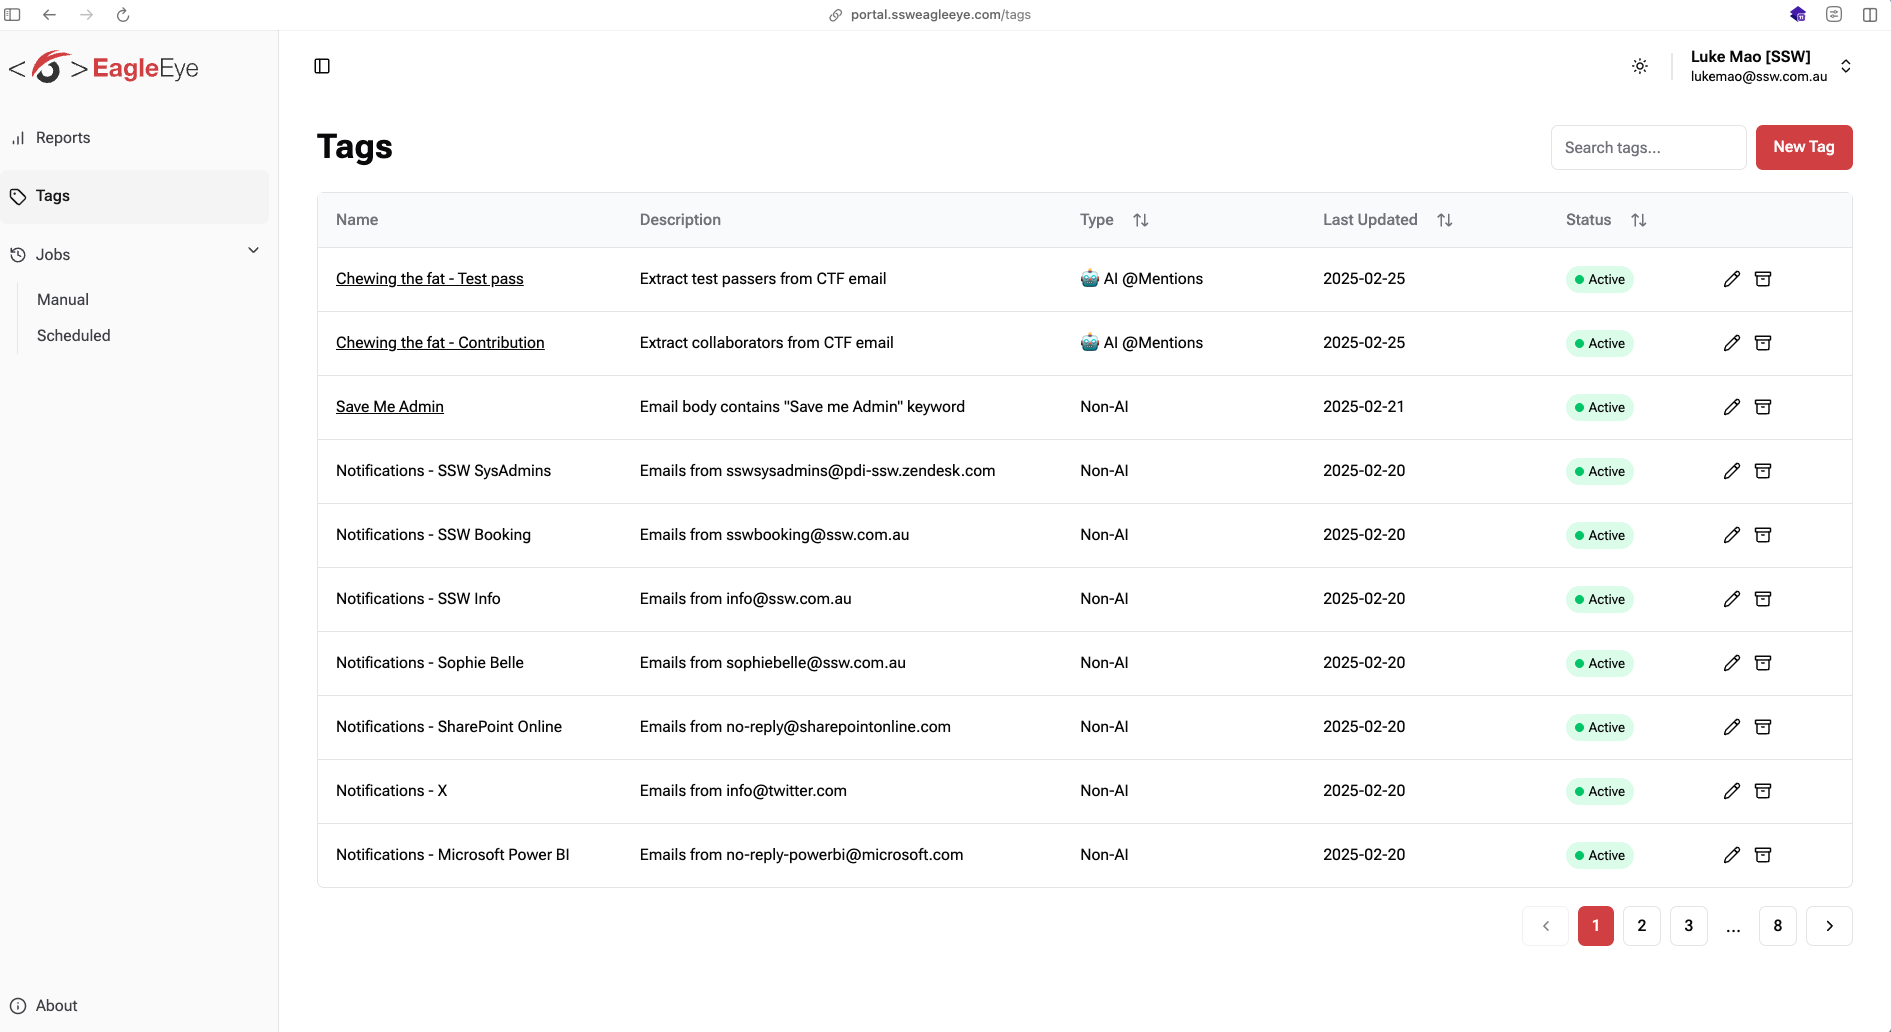 portal.ssweagleeye.com/tags
< > EagleEye
Luke Mao [SSW]
lukemao@ssw.com.au
Reports
Tags
Jobs
Manual
Scheduled
About
Tags
Search tags...
New Tag
Name Description Type Last Updated Status
Chewing the fat - Test pass Extract test passers from CTF email AI @Mentions 2025-02-25 Active
Chewing the fat - Contribution Extract collaborators from CTF email AI @Mentions 2025-02-25 Active
Save Me Admin Email body contains "Save me Admin" keyword Non-AI 2025-02-21 Active
Notifications - SSW SysAdmins Emails from sswsysadmins@pdi-ssw.zendesk.com Non-AI 2025-02-20 Active
Notifications - SSW Booking Emails from sswbooking@ssw.com.au Non-AI 2025-02-20 Active
Notifications - SSW Info Emails from info@ssw.com.au Non-AI 2025-02-20 Active
Notifications - Sophie Belle Emails from sophiebelle@ssw.com.au Non-AI 2025-02-20 Active
Notifications - SharePoint Online Emails from no-reply@sharepointonline.com Non-AI 2025-02-20 Active
Notifications - X Emails from info@twitter.com Non-AI 2025-02-20 Active
Notifications - Microsoft Power BI Emails from no-reply-powerbi@microsoft.com Non-AI 2025-02-20 Active
1 2 3 ... 8